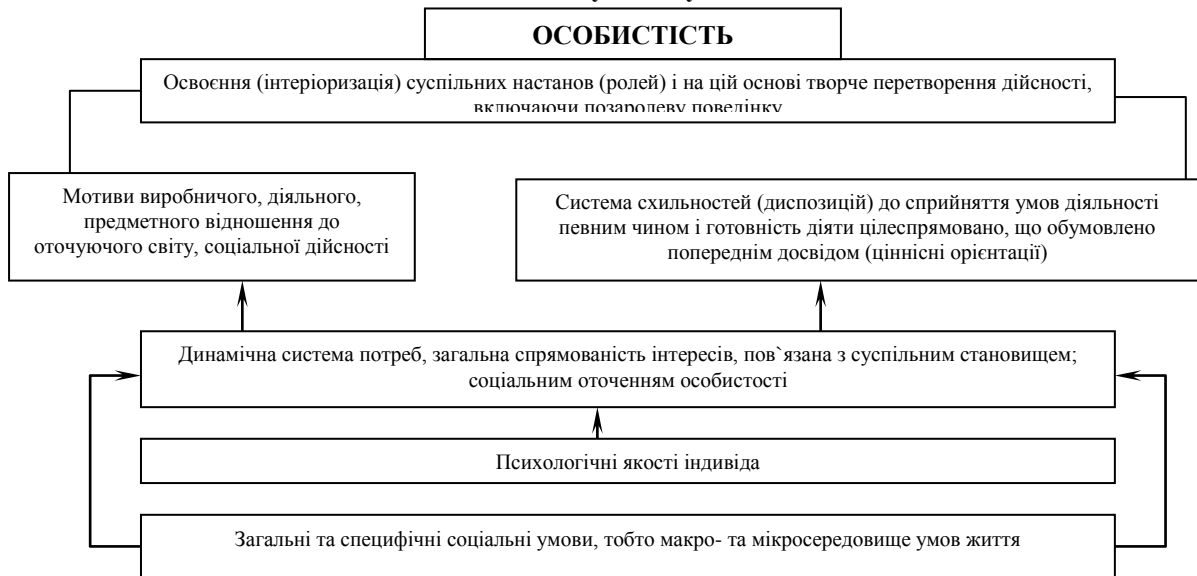 ОСОБИСТІСТЬ
Освоєння (інтеріоризація) суспільних настанов (ролей) і на цій основі творче перетворення дійсності,
включаючи позаролеву поведінку
Мотиви виробничого, діяльного,
предметного відношення до
оточуючого світу, соціальної дійсності
Система схильностей (диспозицій) до сприйняття умов діяльності
певним чином і готовність діяти цілеспрямовано, що обумовлено
попереднім досвідом (ціннісні орієнтації)
Динамічна система потреб, загальна спрямованість інтересів, пов`язана з суспільним становищем;
соціальним оточенням особистості
Психологічні якості індивіда
Загальні та специфічні соціальні умови, тобто макро- та мікросередовище умов життя